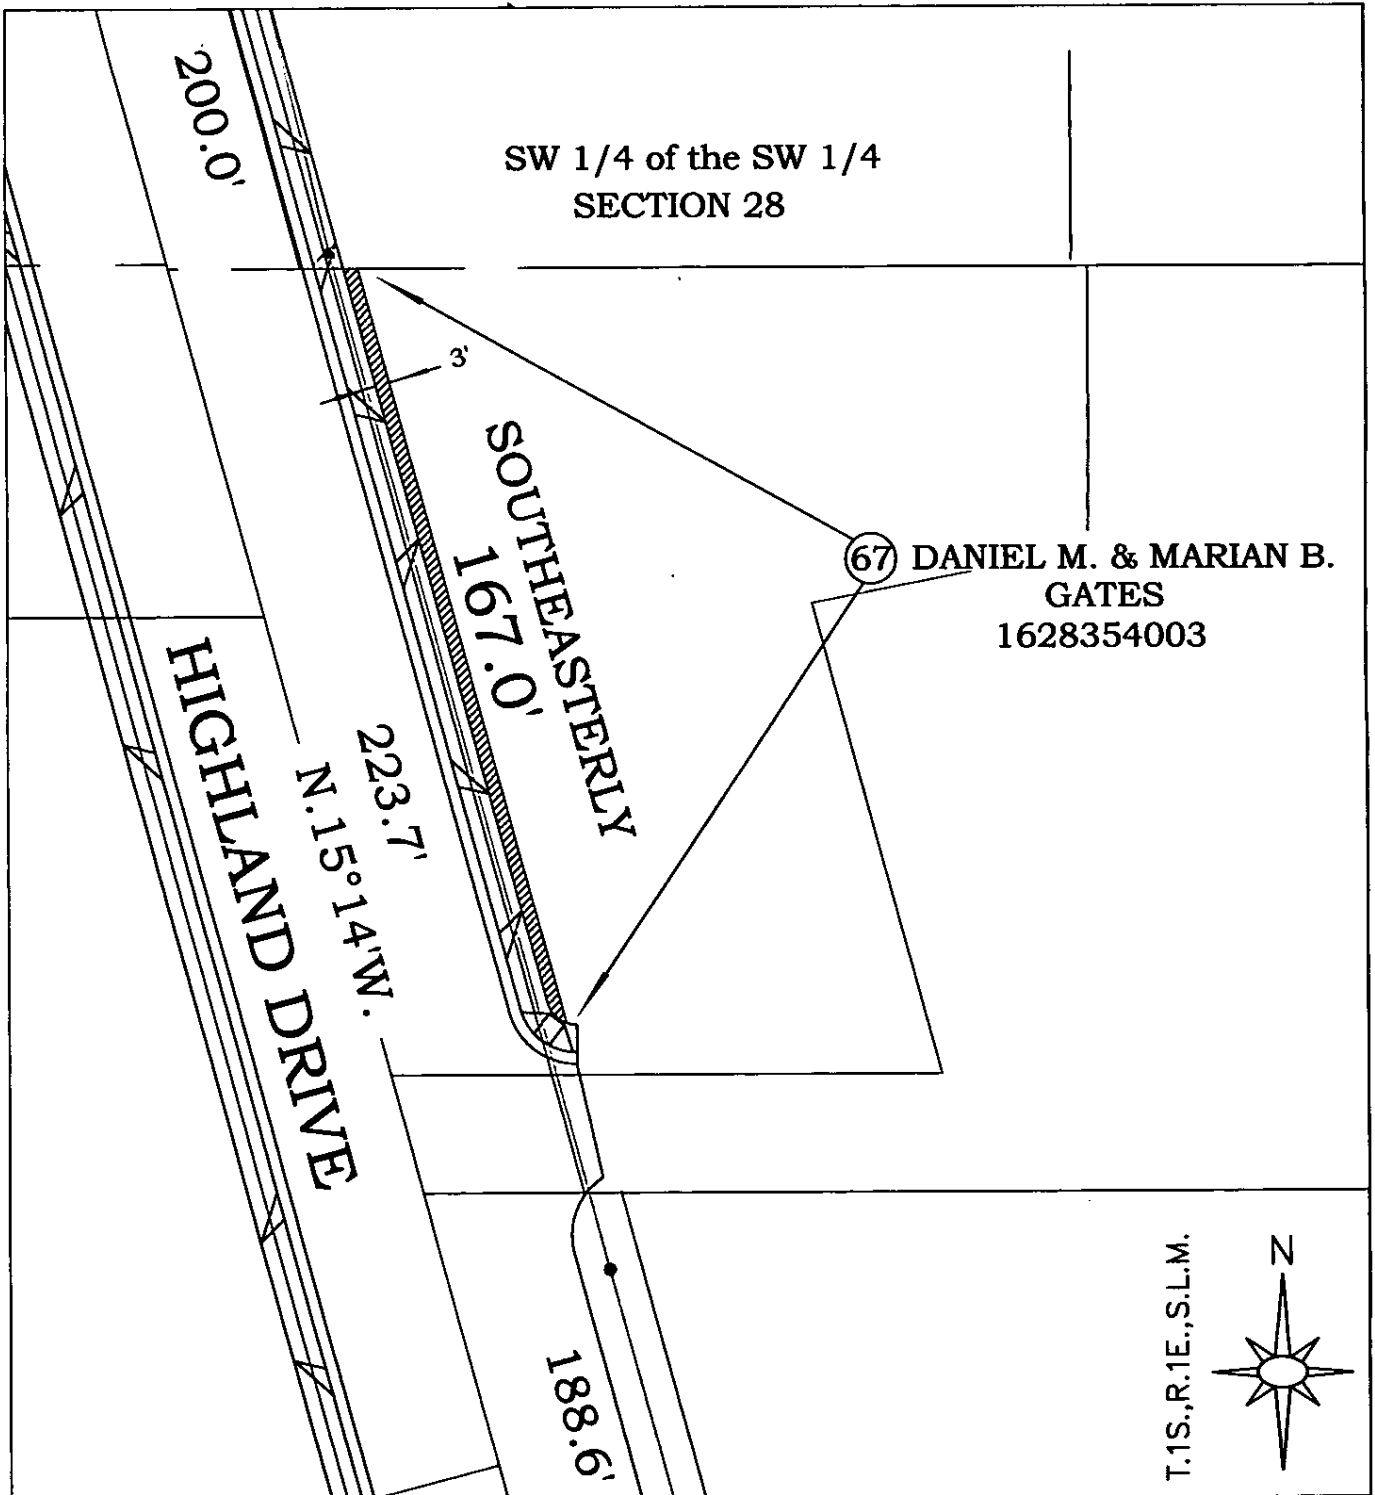 200.0'
SW 1/4 of the SW 1/4
SECTION 28
3'
SOUTHEASTERLY
167.0'
67 DANIEL M. & MARIAN B.
GATES
1628354003
223.7'
N.15°14'W.
HIGHLAND DRIVE
188.6'
T.1S.,R.1E.,S.L.M.
N